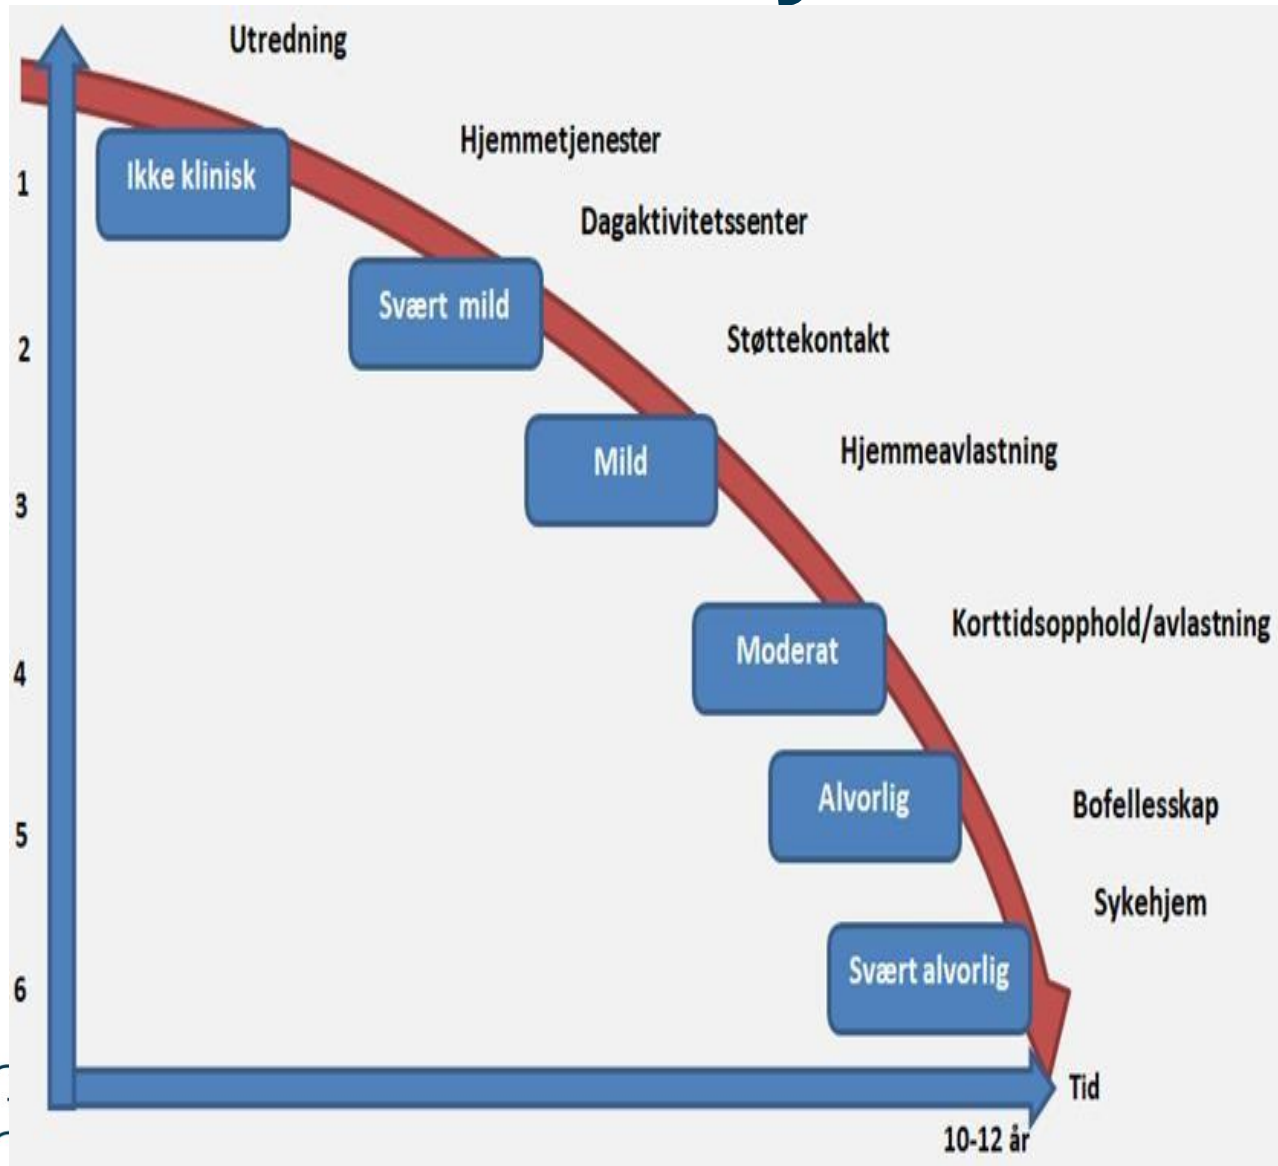 Utredning
Hjemmetjenester
1
Ikke klinisk
Dagaktivitetssenter
Svært mild
2
Støttekontakt
Mild
Hjemmeavlastning
3
Korttidsopphold/avlastning
Moderat
4
Alvorlig
Bofellesskap
5
Sykehjem
Svært alvorlig
6
Tid
10-12 år